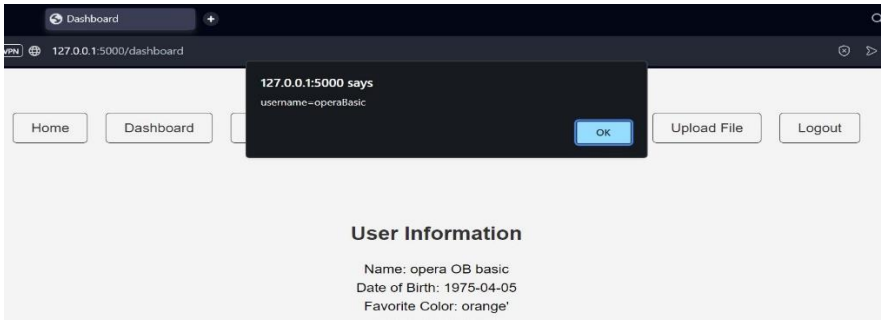 Dashboard
VPN 127.0.0.1:5000/dashboard
127.0.0.1:5000 says
username=operaBasic
OK
Home Dashboard Upload File Logout
User Information
Name: opera OB basic
Date of Birth: 1975-04-05
Favorite Color: orange'